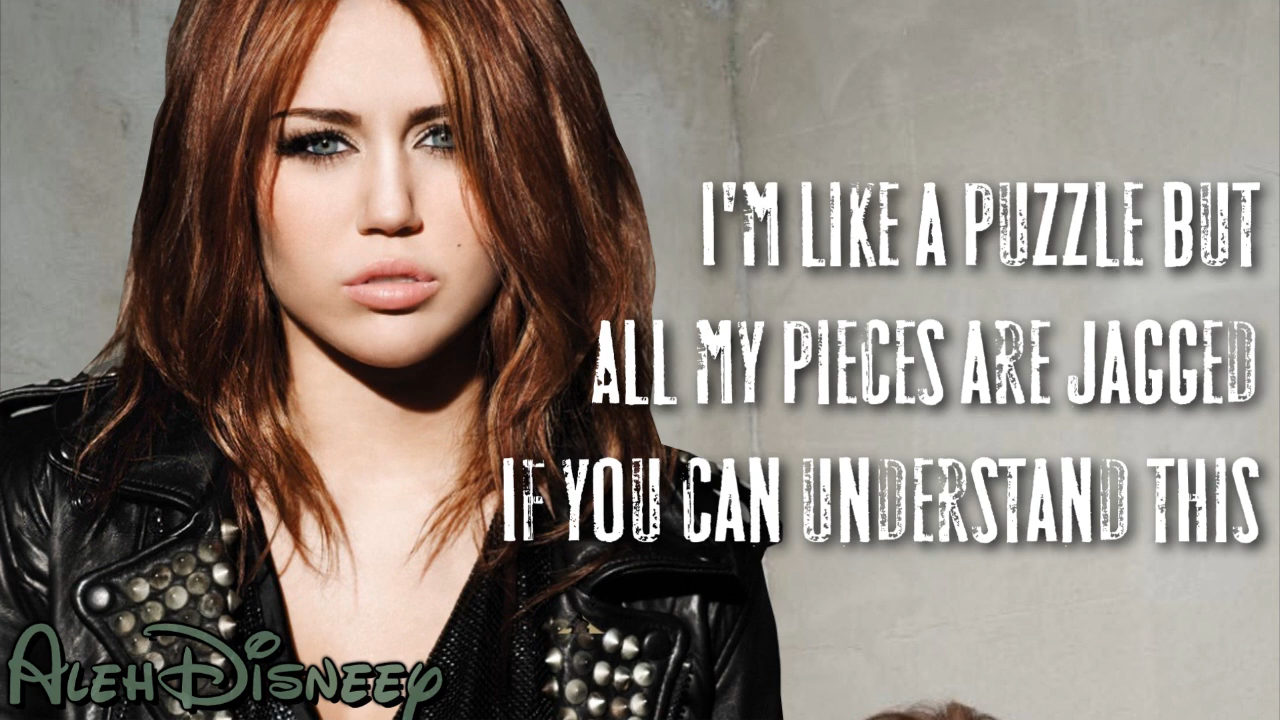 I'M LIKE A PUZZLE BUT
ALL MY PIECES ARE JAGGED
IF YOU CAN UNDERSTAND THIS
ALEHDISNEEY